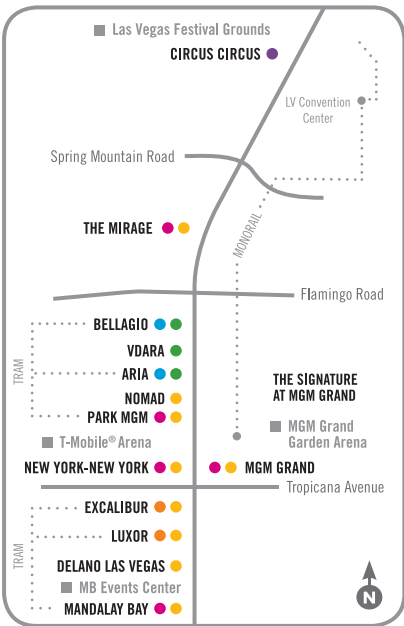 Las Vegas Festival Grounds
CIRCUS CIRCUS
LV Convention
Center
Spring Mountain Road
THE MIRAGE
MONORAIL
Flamingo Road
BELLAGIO
VDARA
TRAM
ARIA
THE SIGNATURE
AT MGM GRAND
NOMAD
PARK MGM
MGM Grand
Garden Arena
T-Mobile® Arena
NEW YORK-NEW YORK
MGM GRAND
Tropicana Avenue
EXCALIBUR
LUXOR
TRAM
DELANO LAS VEGAS
MB Events Center
MANDALAY BAY
N